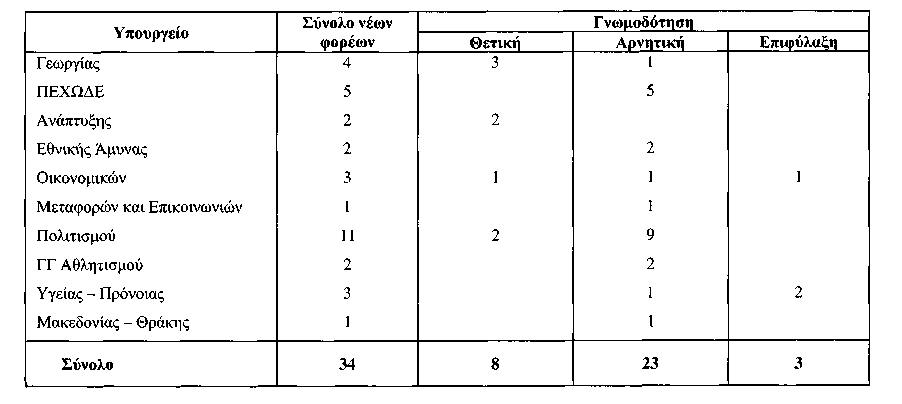 Υπουργείο Σύνολο νέων φορέων Γνωμοδότηση
Θετική Αρνητική Επιφύλαξη
Γεωργίας 4 3 1
ΠΕΧΩΔΕ 5 5
Ανάπτυξης 2 2
Εθνικής Άμυνας 2 2
Οικονομικών 3 1 1 1
Μεταφορών και Επικοινωνιών 1 1
Πολιτισμού 11 2 9
ΓΓ Αθλητισμού 2 2
Υγείας – Πρόνοιας 3 1 2
Μακεδονίας – Θράκης 1 1
Σύνολο 34 8 23 3